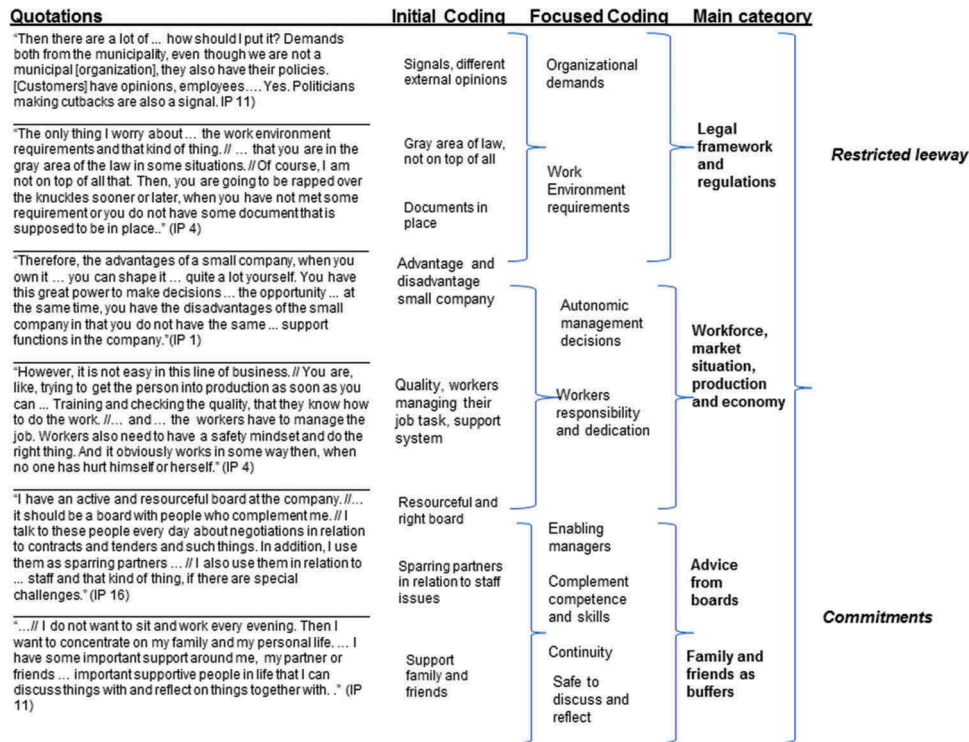 Quotations
Initial Coding
Focused Coding
Main category
“Then there are a lot of ... how should I put it? Demands
both from the municipality, even though we are not a
municipal [organization], they also have their policies.
[Customers] have opinions, employees…. Yes. Politicians
making cutbacks are also a signal. IP 11)
Signals, different
external opinions
Organizational
demands
“The only thing I worry about … the work environment
requirements and that kind of thing. // … that you are in the
gray area of the law in some situations. // Of course, I am
not on top of all that. Then, you are going to be rapped over
the knuckles sooner or later, when you have not met some
requirement or you do not have some document that is
supposed to be in place..” (IP 4)
Gray area of law,
not on top of all
Documents in
place
Work
Environment
requirements
Legal
framework
and
regulations
Restricted leeway
“Therefore, the advantages of a small company, when you
own it … you can shape it … quite a lot yourself. You have
this great power to make decisions … the opportunity ... at
the same time, you have the disadvantages of the small
company in that you do not have the same ... support
functions in the company.”(IP 1)
Advantage and
disadvantage
small company
Autonomic
management
decisions
Workforce,
market
situation,
production
and economy
“However, it is not easy in this line of business. // You are,
like, trying to get the person into production as soon as you
can ... Training and checking the quality, that they know how
to do the work. //… and … the workers have to manage the
job. Workers also need to have a safety mindset and do the
right thing. And it obviously works in some way then, when
no one has hurt himself or herself.” (IP 4)
Quality, workers
managing their
job task, support
system
Workers
responsibility
and dedication
“I have an active and resourceful board at the company. //…
it should be a board with people who complement me. // I
talk to these people every day about negotiations in relation
to contracts and tenders and such things. In addition, I use
them as sparring partners … // I also use them in relation to
... staff and that kind of thing, if there are special
challenges.” (IP 16)
Resourceful and
right board
Sparring partners
in relation to staff
issues
Enabling
managers
Complement
competence
and skills
Advice
from
boards
Commitments
“…// I do not want to sit and work every evening. Then I
want to concentrate on my family and my personal life. … I
have some important support around me, my partner or
friends … important supportive people in life that I can
discuss things with and reflect on things together with. .” (IP
11)
Support
family and
friends
Continuity
Safe to
discuss and
reflect
Family and
friends as
buffers